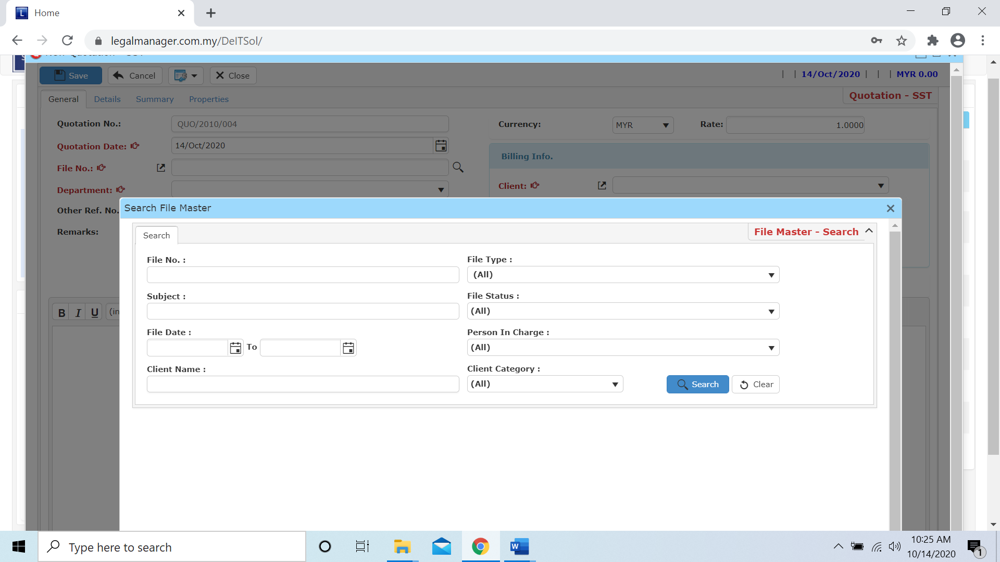 Home
legalmanager.com.my/DeITSol/
Save Cancel Close | | 14/Oct/2020 | | | MYR 0.00
General Details Summary Properties Quotation - SST
Quotation No.: QUO/2010/004 Currency: MYR Rate: 1.0000
Quotation Date: 14/Oct/2020
Billing Info.
File No.:
Client:
Department:
Other Ref. No.
Remarks:
Search File Master
Search File Master - Search
File No. : File Type :
(All)
Subject : File Status :
(All)
File Date : Person In Charge :
To (All)
Client Name : Client Category :
(All) Search Clear
B I U (in
Type here to search
10:25 AM
10/14/2020
1